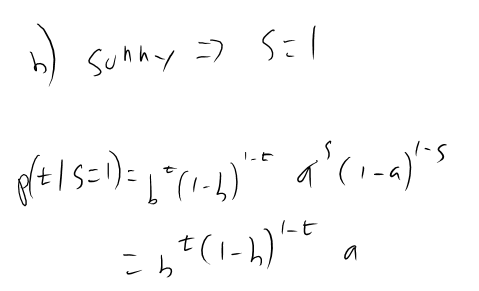 b) sunny => s=1
p(t|s=1)= b^t(1-b)^{1-t} a^s(1-a)^{1-s}
= b^t(1-b)^{1-t} a